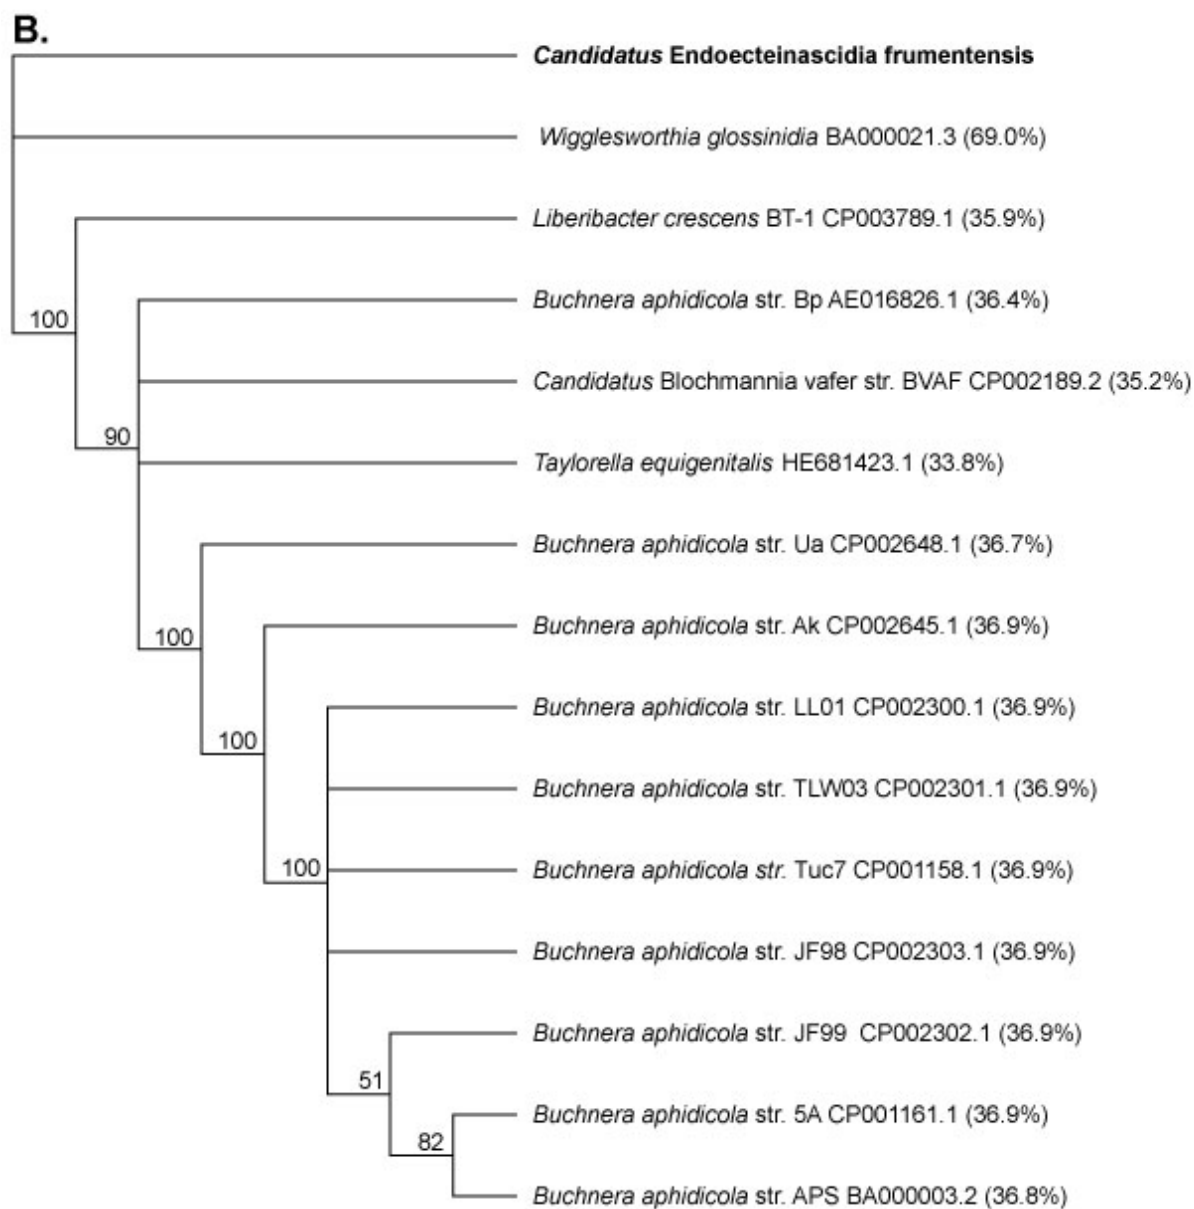 B.
Candidatus Endoecteinascidia frumentensis
Wigglesworthia glossinidia BA000021.3 (69.0%)
Liberibacter crescens BT-1 CP003789.1 (35.9%)
Buchnera aphidicola str. Bp AE016826.1 (36.4%)
100
Candidatus Blochmannia vafer str. BVAF CP002189.2 (35.2%)
90
Taylorella equigenitalis HE681423.1 (33.8%)
Buchnera aphidicola str. Ua CP002648.1 (36.7%)
100
Buchnera aphidicola str. Ak CP002645.1 (36.9%)
Buchnera aphidicola str. LL01 CP002300.1 (36.9%)
100
Buchnera aphidicola str. TLW03 CP002301.1 (36.9%)
100
Buchnera aphidicola str. Tuc7 CP001158.1 (36.9%)
Buchnera aphidicola str. JF98 CP002303.1 (36.9%)
Buchnera aphidicola str. JF99 CP002302.1 (36.9%)
51
Buchnera aphidicola str. 5A CP001161.1 (36.9%)
82
Buchnera aphidicola str. APS BA000003.2 (36.8%)